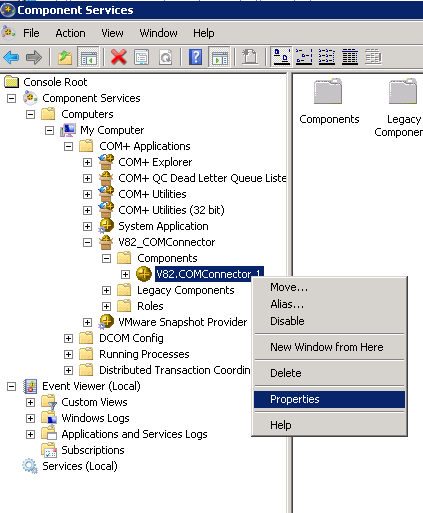 Component Services
File Action View Window Help
Console Root
Component Services
Computers
My Computer
COM+ Applications
COM+ Explorer
COM+ QC Dead Letter Queue Liste
COM+ Utilities
COM+ Utilities (32 bit)
System Application
V82_COMConnector
Components
V82.COMConnector.1
Legacy Components
Roles
VMware Snapshot Provider
DCOM Config
Running Processes
Distributed Transaction Coordin
Event Viewer (Local)
Custom Views
Windows Logs
Applications and Services Logs
Subscriptions
Services (Local)
Components
Legacy
Componen
Move...
Alias...
Disable
New Window from Here
Delete
Properties
Help